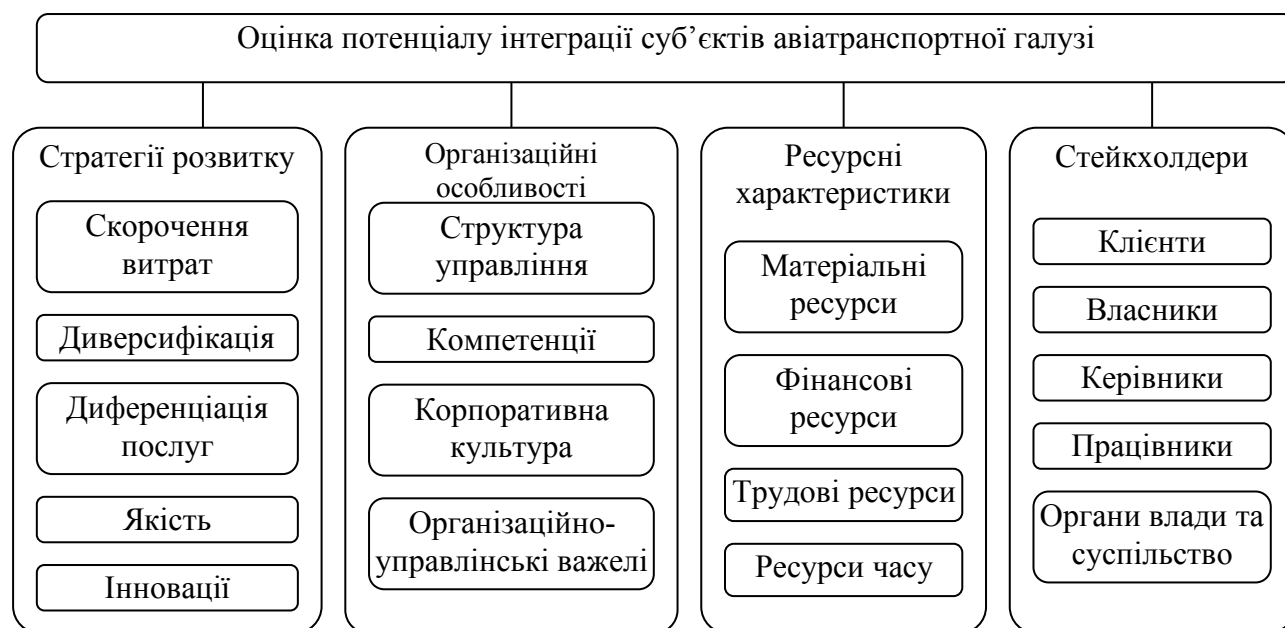 Оцінка потенціалу інтеграції суб’єктів авіатранспортної галузі
Стратегії розвитку
Скорочення
витрат
Диверсифікація
Диференціація
послуг
Якість
Інновації
Організаційні
особливості
Структура
управління
Компетенції
Корпоративна
культура
Організаційно-
управлінські важелі
Ресурсні
характеристики
Матеріальні
ресурси
Фінансові
ресурси
Трудові ресурси
Ресурси часу
Стейкхолдери
Клієнти
Власники
Керівники
Працівники
Органи влади та
суспільство